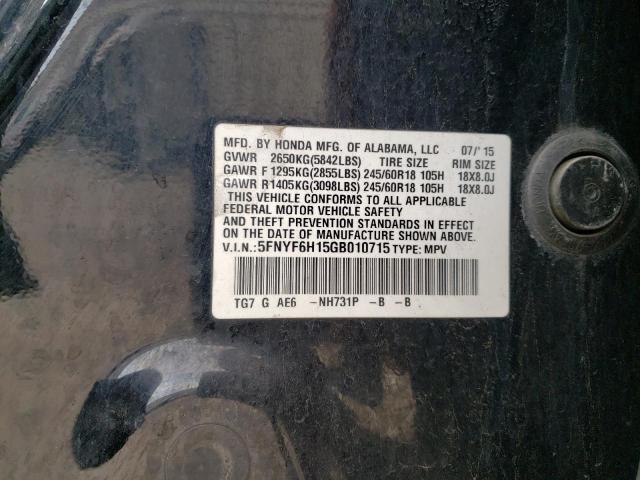 MFD. BY HONDA MFG. OF ALABAMA, LLC 07/'15
GVWR 2650KG(5842LBS) TIRE SIZE RIM SIZE
GAWR F1295KG(2855LBS) 245/60R18 105H 18X8.0J
GAWR R1405KG(3098LBS) 245/60R18 105H 18X8.0J
THIS VEHICLE CONFORMS TO ALL APPLICABLE
FEDERAL MOTOR VEHICLE SAFETY
AND THEFT PREVENTION STANDARDS IN EFFECT ON
THE DATE OF MANUFACTURE SHOWN ABOVE.
V.I.N.:5FNYF6H15GB010715 TYPE: MPV
TG7 G AE6 -NH731P -B -B